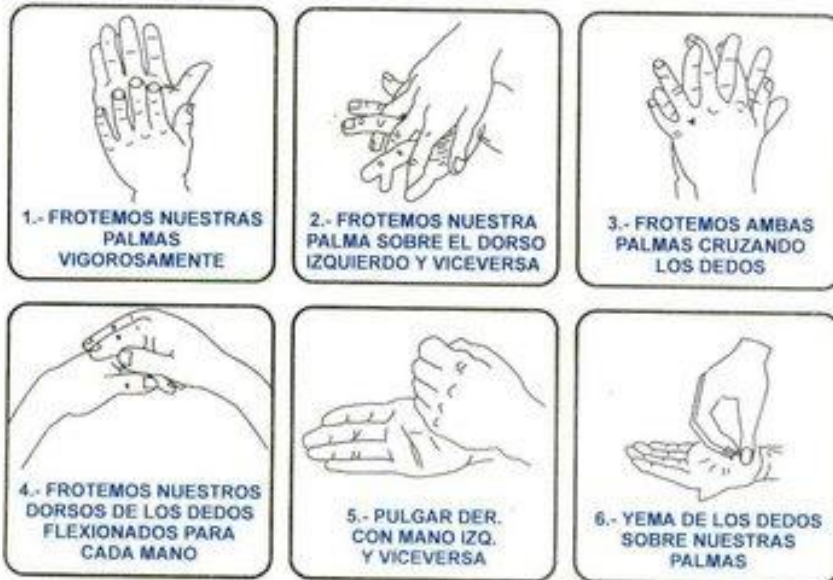 1.- FROTEMOS NUESTRAS
PALMAS
VIGOROSAMENTE
2.- FROTEMOS NUESTRA
PALMA SOBRE EL DORSO
IZQUIERDO Y VICEVERSA
3.- FROTEMOS AMBAS
PALMAS CRUZANDO
LOS DEDOS
4.- FROTEMOS NUESTROS
DORSOS DE LOS DEDOS
FLEXIONADOS PARA
CADA MANO
5.- PULGAR DER.
CON MANO IZQ.
Y VICEVERSA
6.- YEMA DE LOS DEDOS
SOBRE NUESTRAS
PALMAS